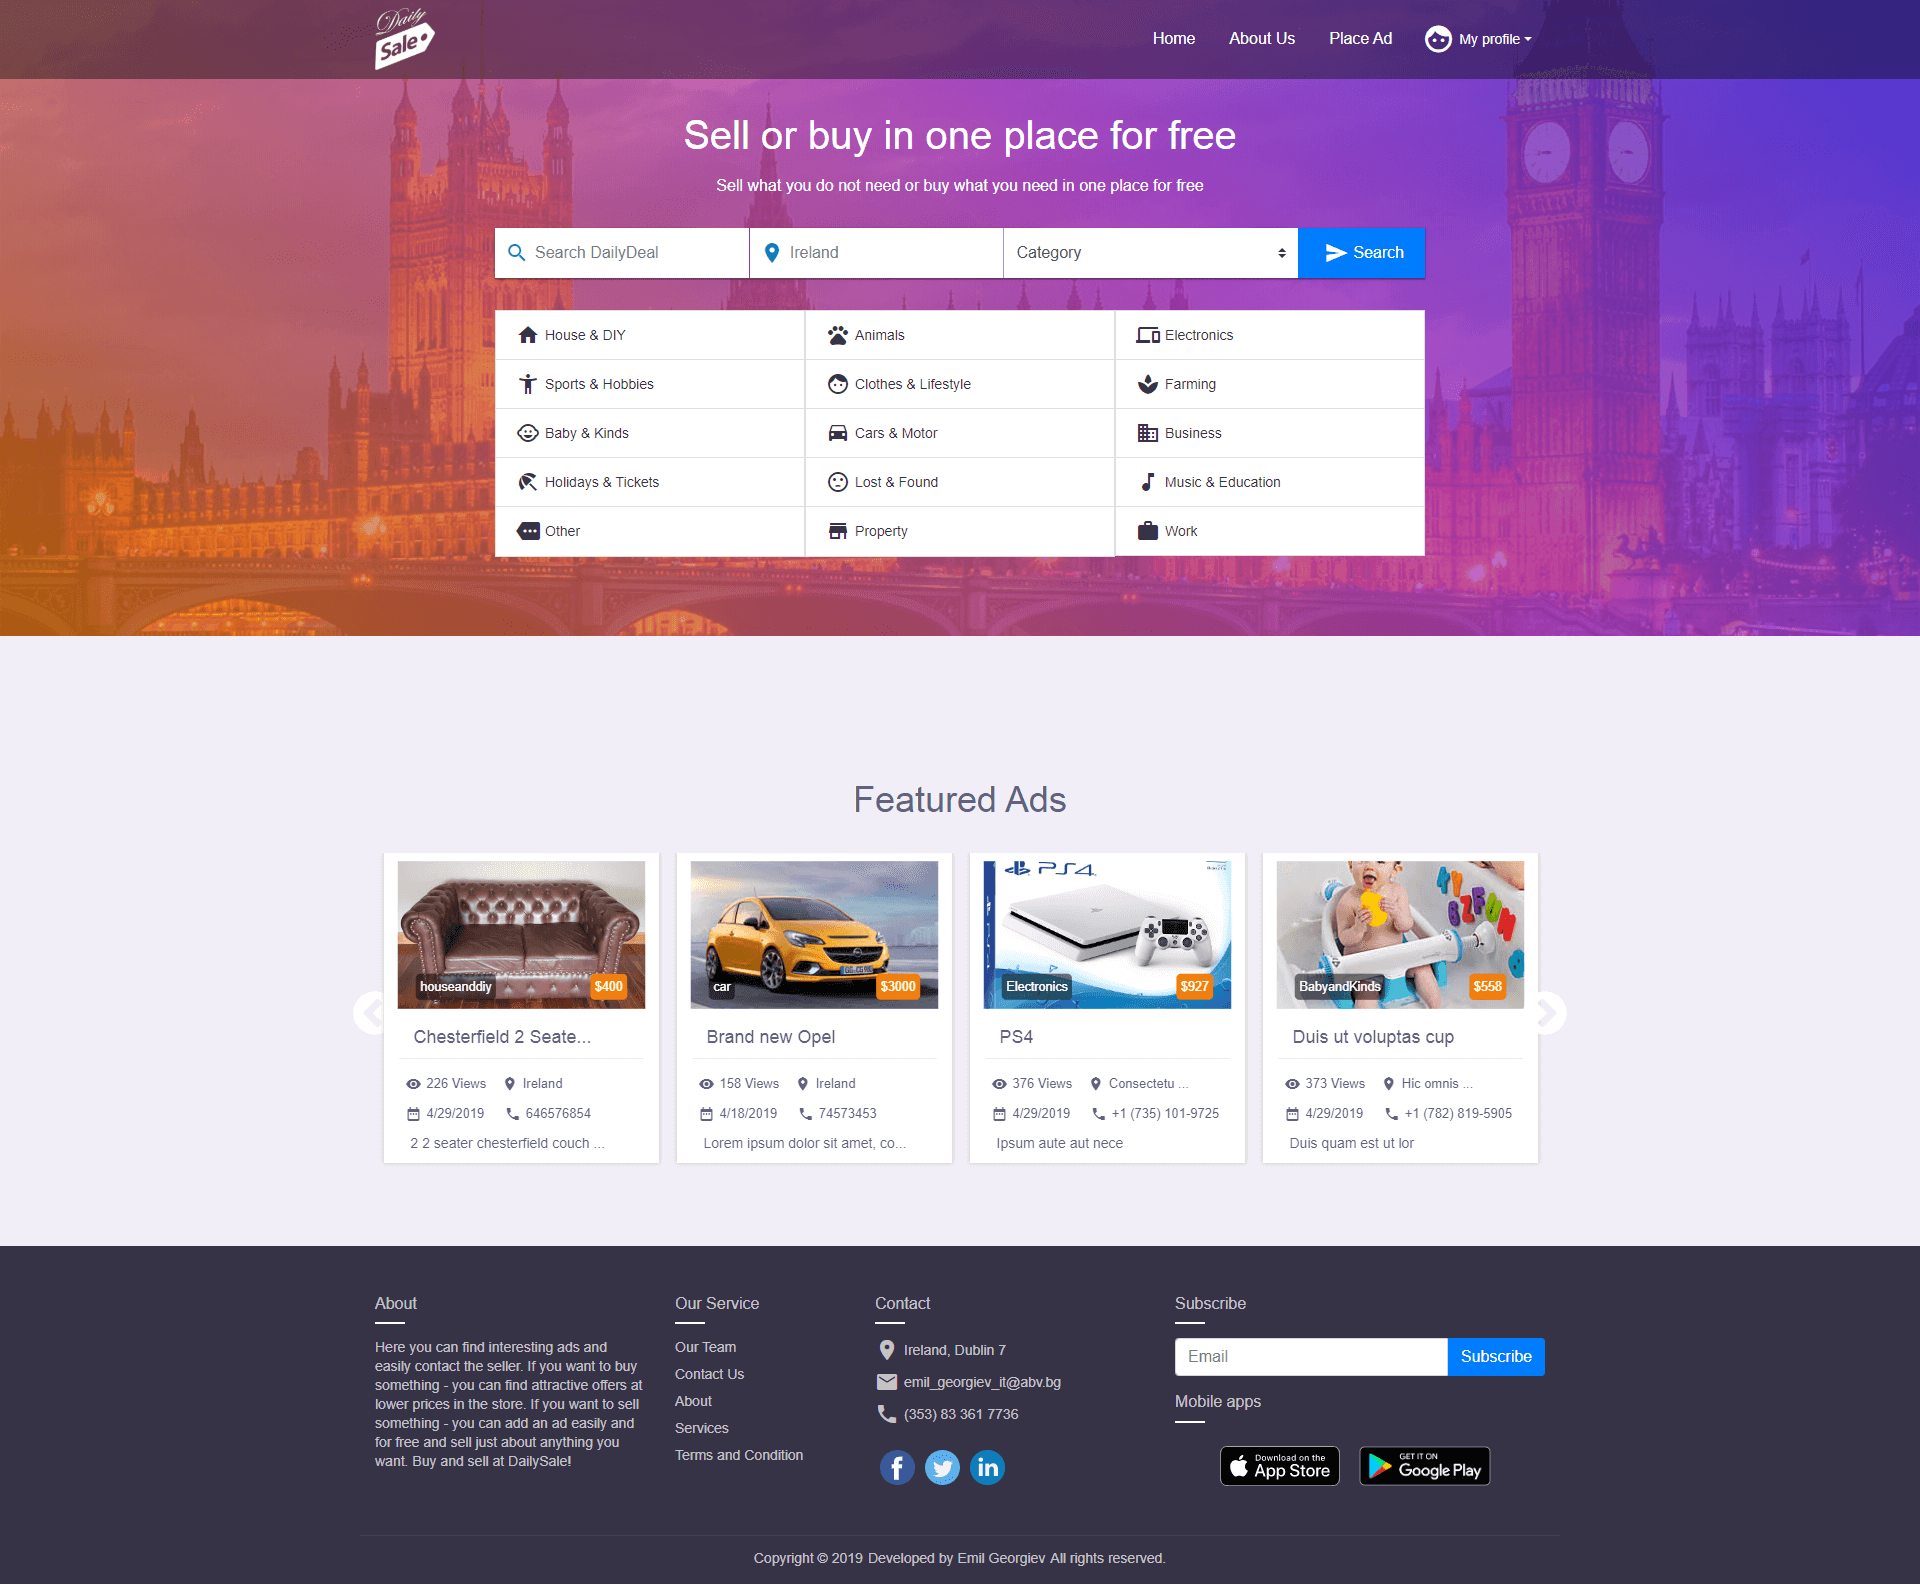 Daily
Sale
Home
About Us
Place Ad
My profile
Sell or buy in one place for free
Sell what you do not need or buy what you need in one place for free
Search DailyDeal
Ireland
Category
Search
House & DIY
Animals
Electronics
Sports & Hobbies
Clothes & Lifestyle
Farming
Baby & Kinds
Cars & Motor
Business
Holidays & Tickets
Lost & Found
Music & Education
Other
Property
Work
Featured Ads
houseanddiy
$400
Chesterfield 2 Seate...
226 Views
Ireland
4/29/2019
646576854
2 2 seater chesterfield couch ...
car
$3000
Brand new Opel
158 Views
Ireland
4/18/2019
74573453
Lorem ipsum dolor sit amet, co...
PS4
Electronics
$927
PS4
376 Views
Consectetu ...
4/29/2019
+1 (735) 101-9725
Ipsum aute aut nece
BabyandKinds
$558
Duis ut voluptas cup
373 Views
Hic omnis ...
4/29/2019
+1 (782) 819-5905
Duis quam est ut lor
About
Here you can find interesting ads and
easily contact the seller. If you want to buy
something - you can find attractive offers at
lower prices in the store. If you want to sell
something - you can add an ad easily and
for free and sell just about anything you
want. Buy and sell at DailySale!
Our Service
Our Team
Contact Us
About
Services
Terms and Condition
Contact
Ireland, Dublin 7
emil_georgiev_it@abv.bg
(353) 83 361 7736
Subscribe
Email
Subscribe
Mobile apps
Download on the
App Store
GET IT ON
Google Play
Copyright © 2019 Developed by Emil Georgiev All rights reserved.